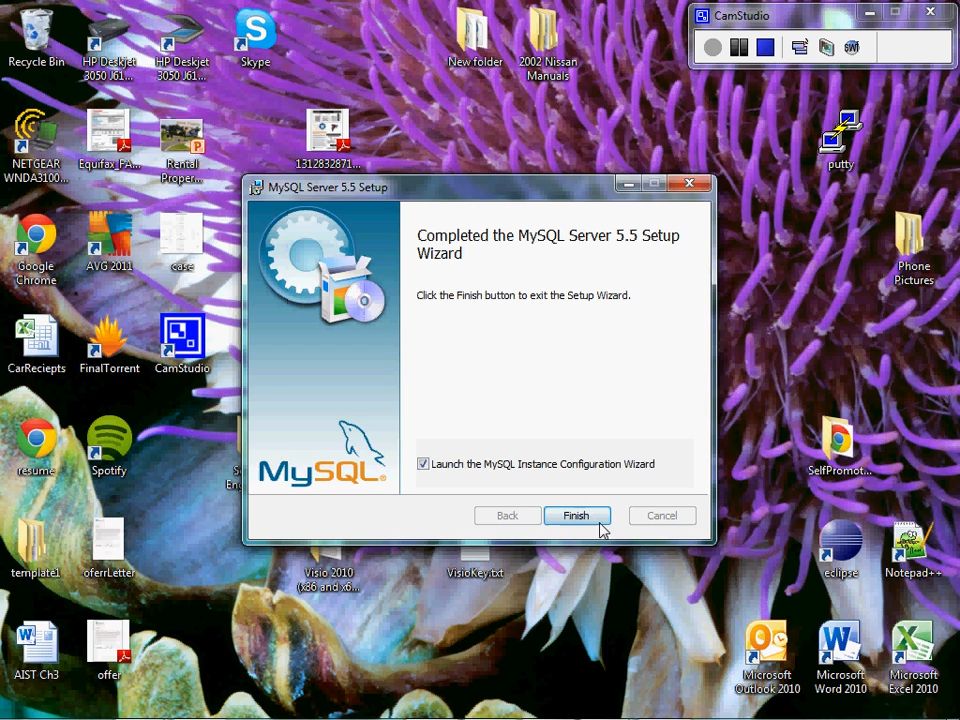 Recycle Bin
HP Deskjet
3050 J61...
HP Deskjet
3050 J61...
Skype
New folder
2002 Nissan
Manuals
CamStudio
SWF
NETGEAR
WNDA3100...
Equifax_FA...
Rental
Proper...
1312832871...
putty
Google
Chrome
AVG 2011
case
Phone
Pictures
MySQL Server 5.5 Setup
Completed the MySQL Server 5.5 Setup
Wizard
Click the Finish button to exit the Setup Wizard.
MySQL®
Launch the MySQL Instance Configuration Wizard
Back
Finish
Cancel
CarReciepts
FinalTorrent
CamStudio
resume
Spotify
SelfPromot...
template1
oferrLetter
Visio 2010
(x86 and x6...
VisioKey.txt
eclipse
Notepad++
AIST Ch3
offer
Microsoft
Outlook 2010
Microsoft
Word 2010
Microsoft
Excel 2010